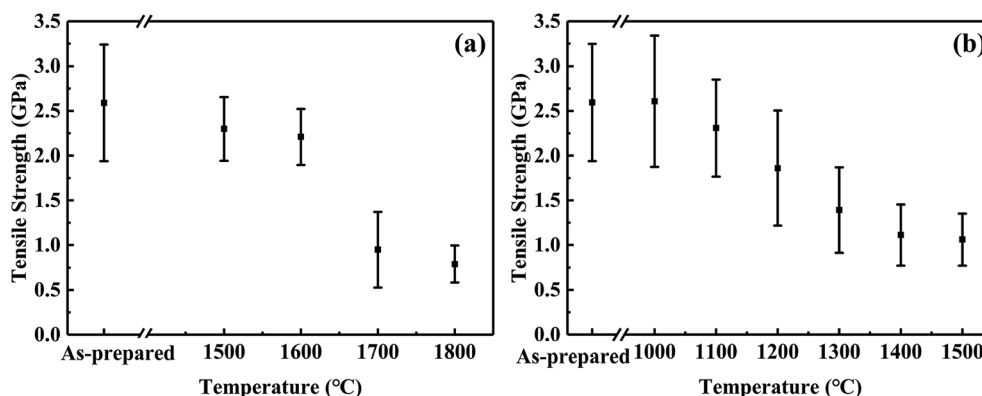 (a)
Tensile Strength (GPa)
3.5
3.0
2.5
2.0
1.5
1.0
0.5
0.0
As-prepared 1500 1600 1700 1800
Temperature (°C)
(b)
Tensile Strength (GPa)
3.5
3.0
2.5
2.0
1.5
1.0
0.5
0.0
As-prepared 1000 1100 1200 1300 1400 1500
Temperature (°C)